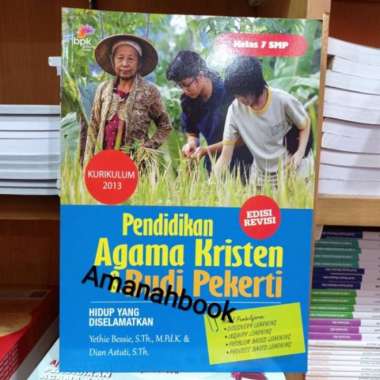 bpk
Kelas 7 SMP
KURIKULUM
2013
EDISI
REVISI
Pendidikan
Agama Kristen
& Budi Pekerti
Amanahbook
HIDUP YANG
DISELAMATKAN
Yethie Bessie, S.Th., M.Pd.K. &
Dian Astuti, S.Th.
DISCOVERY LEARNING
INQUIRY LEARNING
PROBLEM BASED LEARNING
PROJECT BASED LEARNING